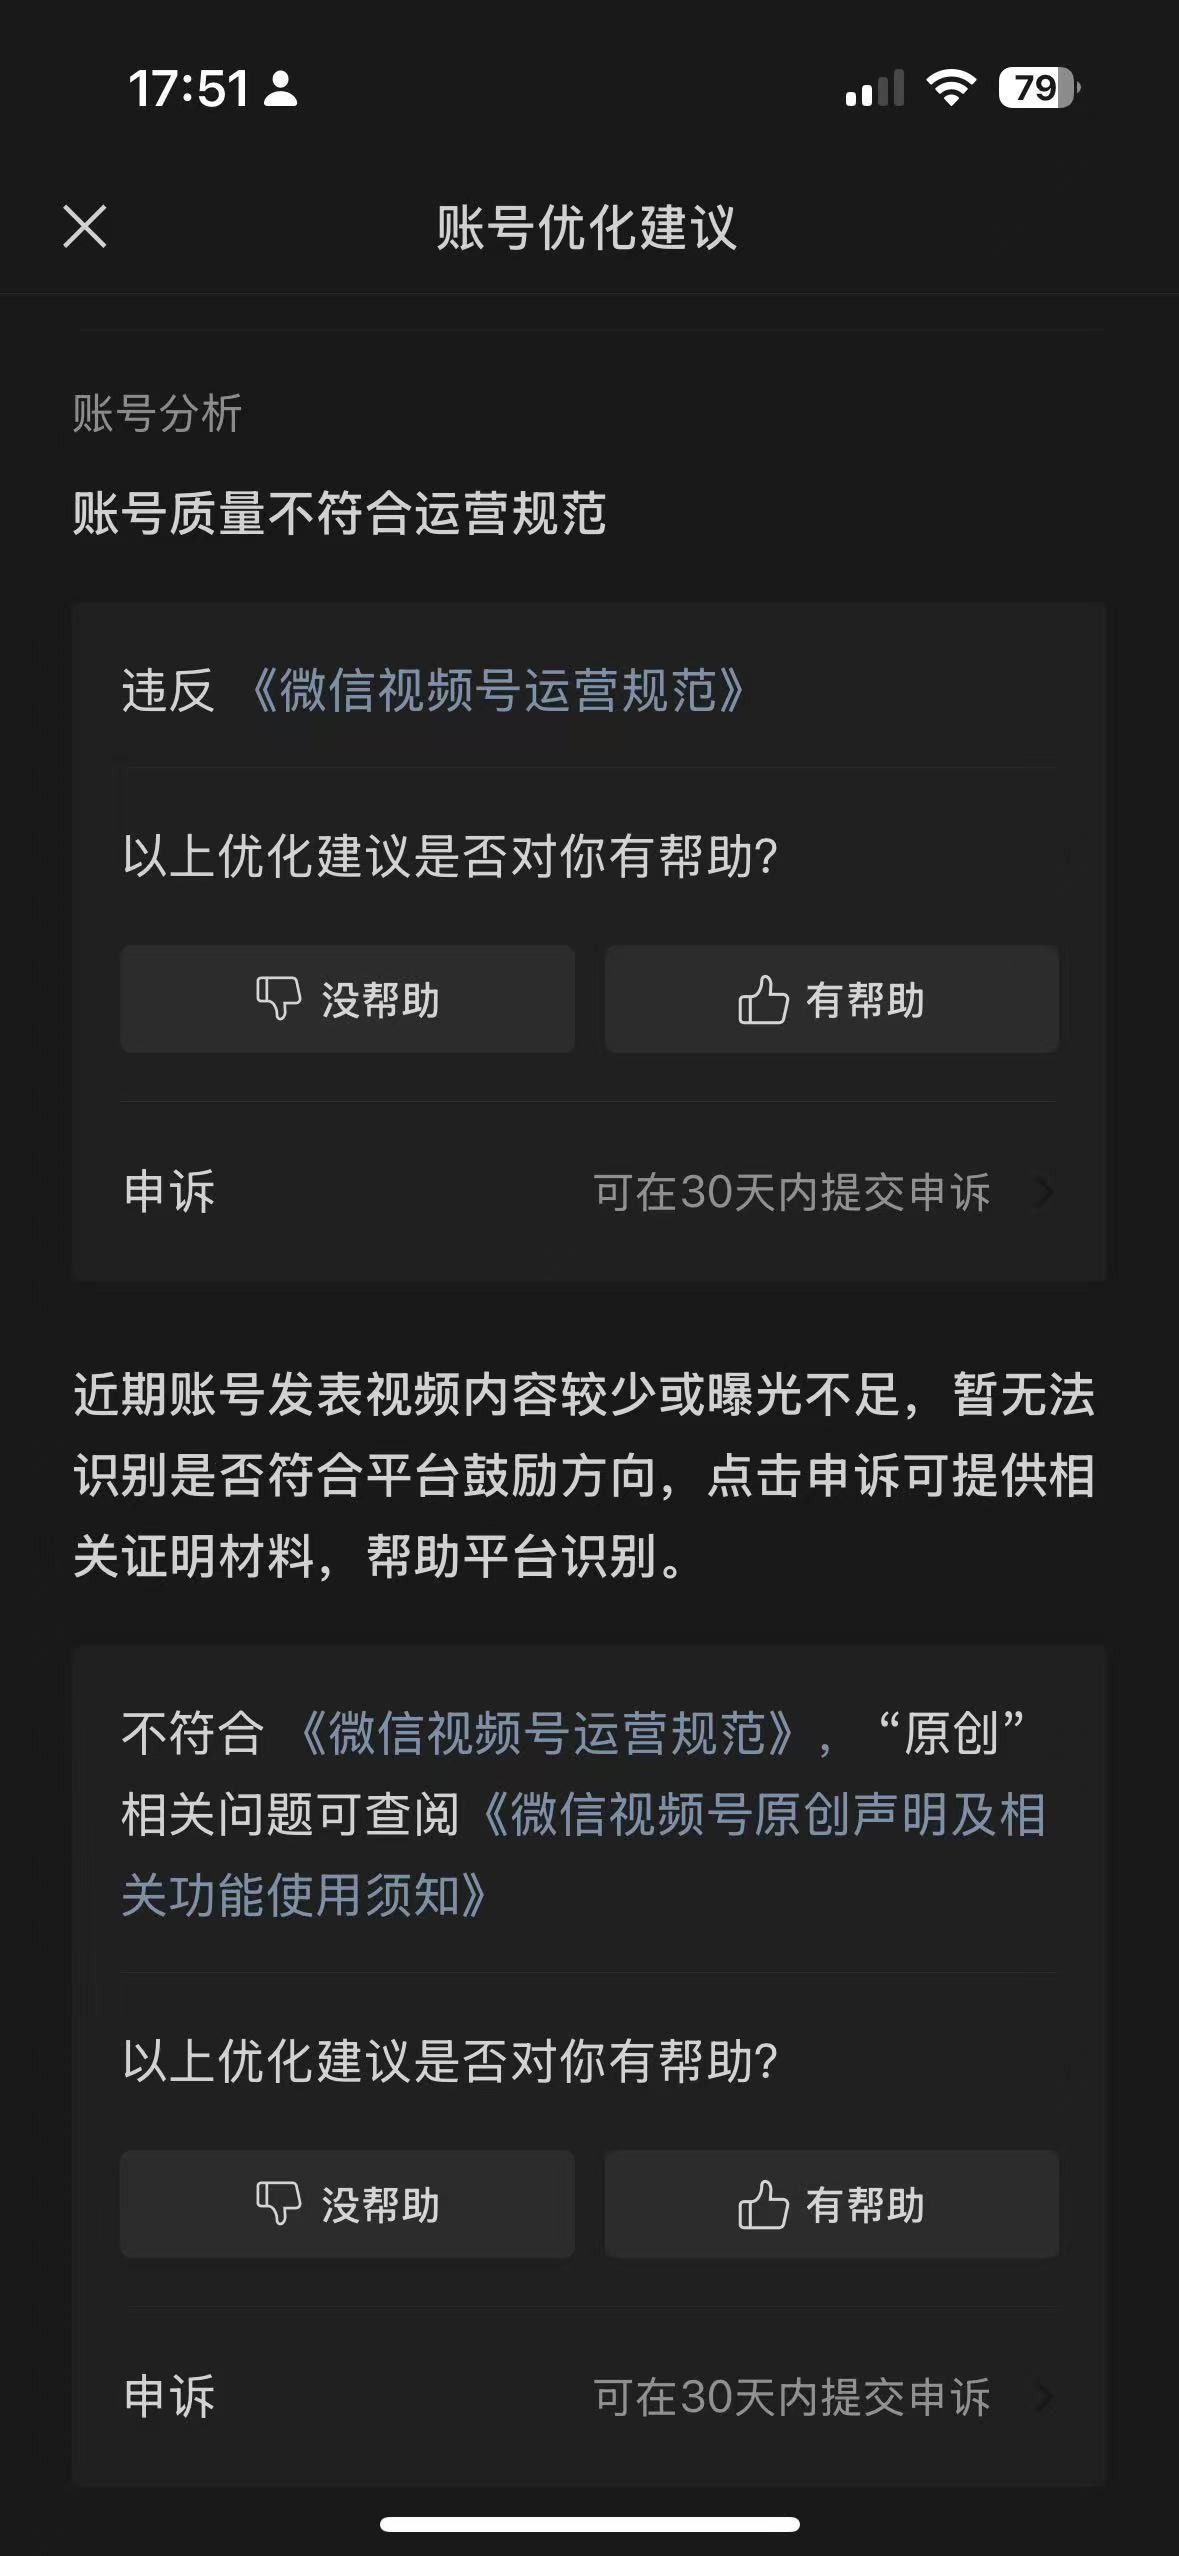 17:51
79
账号优化建议
账号分析
账号质量不符合运营规范
违反 《微信视频号运营规范》
以上优化建议是否对你有帮助?
没帮助
有帮助
申诉
可在30天内提交申诉
近期账号发表视频内容较少或曝光不足，暂无法
识别是否符合平台鼓励方向，点击申诉可提供相
关证明材料，帮助平台识别。
不符合 《微信视频号运营规范》， “原创”
相关问题可查阅《微信视频号原创声明及相
关功能使用须知》
以上优化建议是否对你有帮助?
没帮助
有帮助
申诉
可在30天内提交申诉